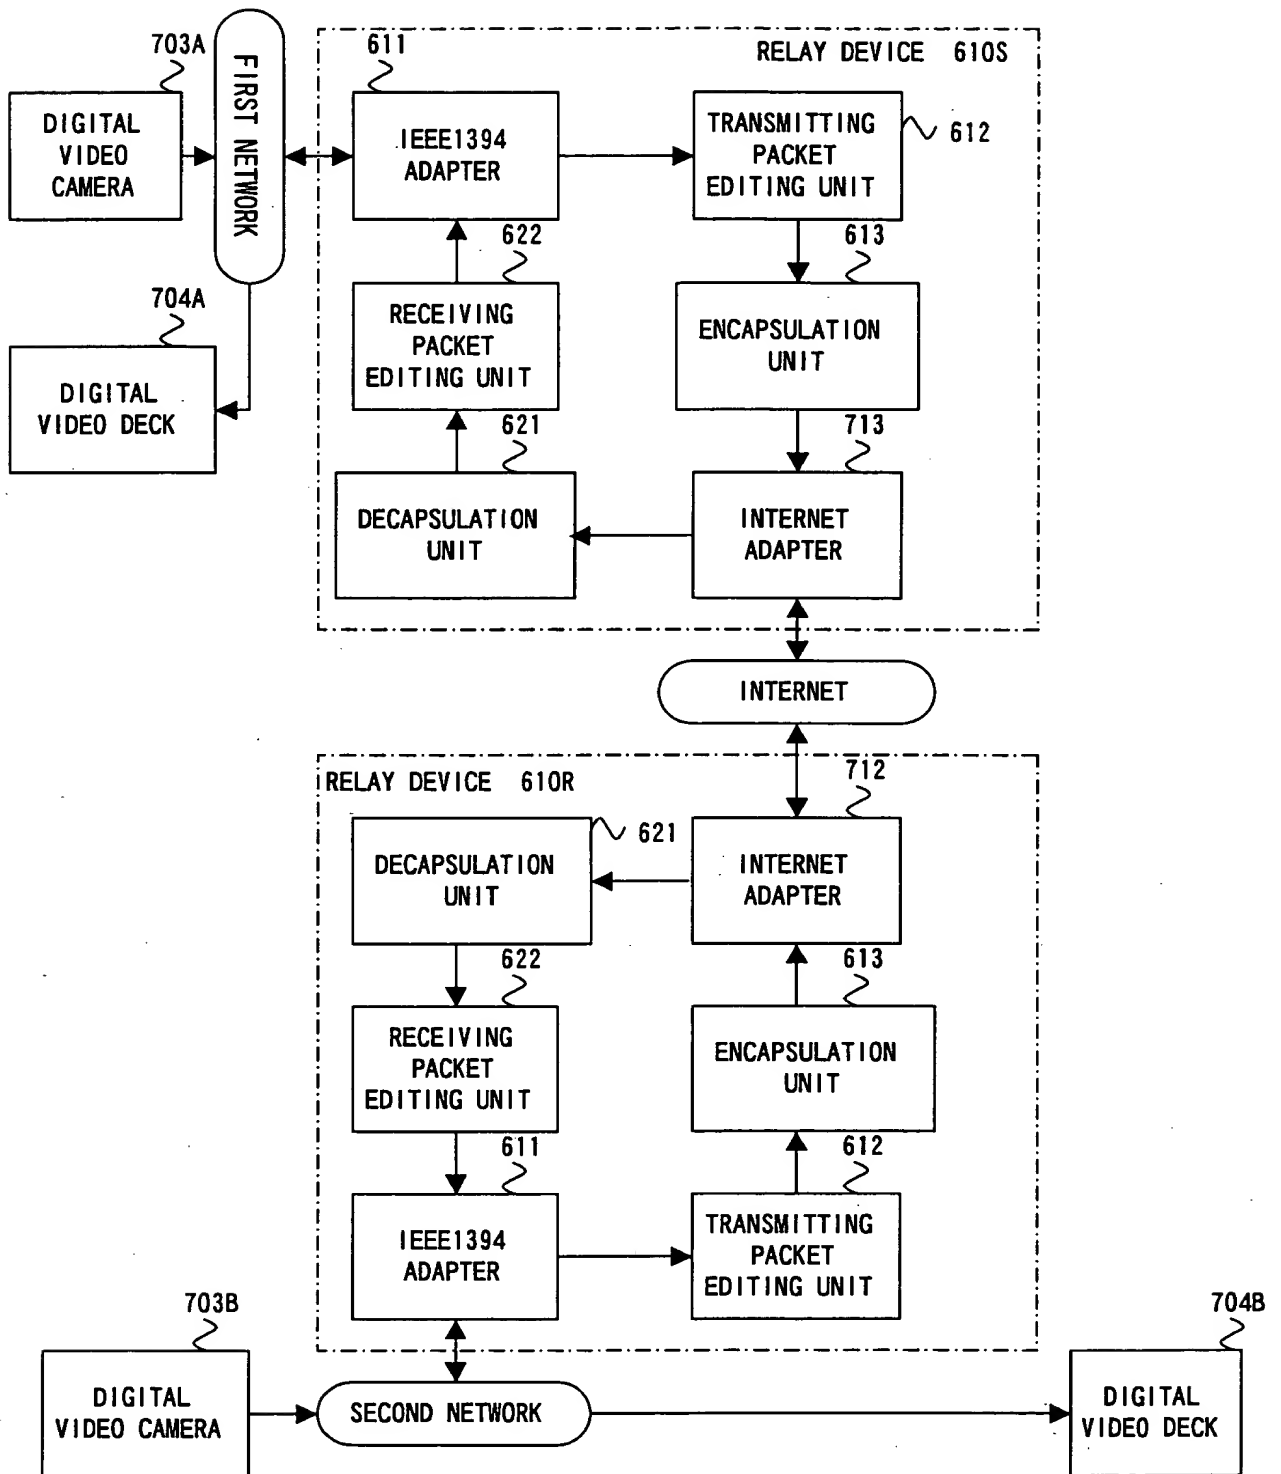 703A
DIGITAL
VIDEO
CAMERA
FIRST NETWORK
704A
DIGITAL
VIDEO DECK
RELAY DEVICE 610S
611
IEEE1394
ADAPTER
TRANSMITTING
PACKET
EDITING UNIT
612
622
RECEIVING
PACKET
EDITING UNIT
613
ENCAPSULATION
UNIT
621
DECAPSULATION
UNIT
713
INTERNET
ADAPTER
INTERNET
RELAY DEVICE 610R
712
INTERNET
ADAPTER
621
DECAPSULATION
UNIT
622
RECEIVING
PACKET
EDITING UNIT
613
ENCAPSULATION
UNIT
611
IEEE1394
ADAPTER
612
TRANSMITTING
PACKET
EDITING UNIT
703B
DIGITAL
VIDEO CAMERA
SECOND NETWORK
704B
DIGITAL
VIDEO DECK